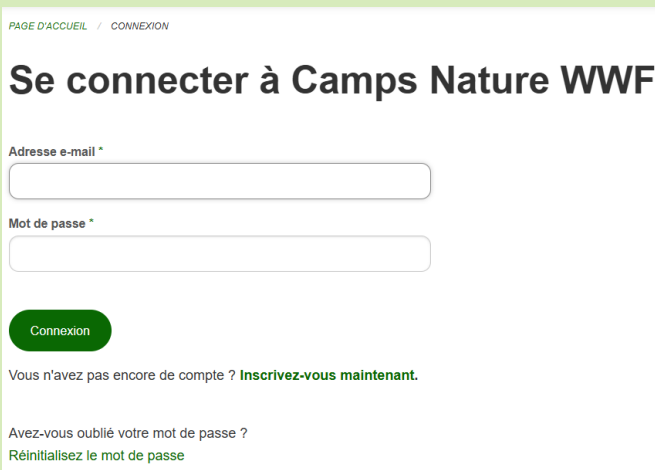 PAGE D'ACCUEIL / CONNEXION
Se connecter à Camps Nature WWF
Adresse e-mail *
Mot de passe *
Connexion
Vous n'avez pas encore de compte ? Inscrivez-vous maintenant.
Avez-vous oublié votre mot de passe ?
Réinitialisez le mot de passe